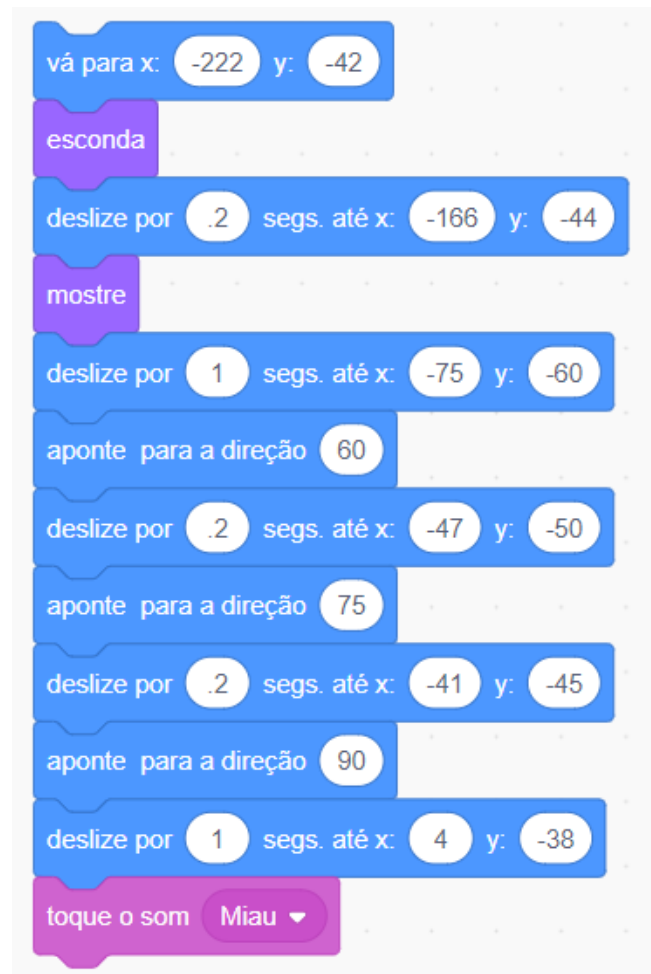 vá para x: -222 y: -42
esconda
deslize por .2 segs. até x: -166 y: -44
mostre
deslize por 1 segs. até x: -75 y: -60
aponte para a direção 60
deslize por .2 segs. até x: -47 y: -50
aponte para a direção 75
deslize por .2 segs. até x: -41 y: -45
aponte para a direção 90
deslize por 1 segs. até x: 4 y: -38
toque o som Miau